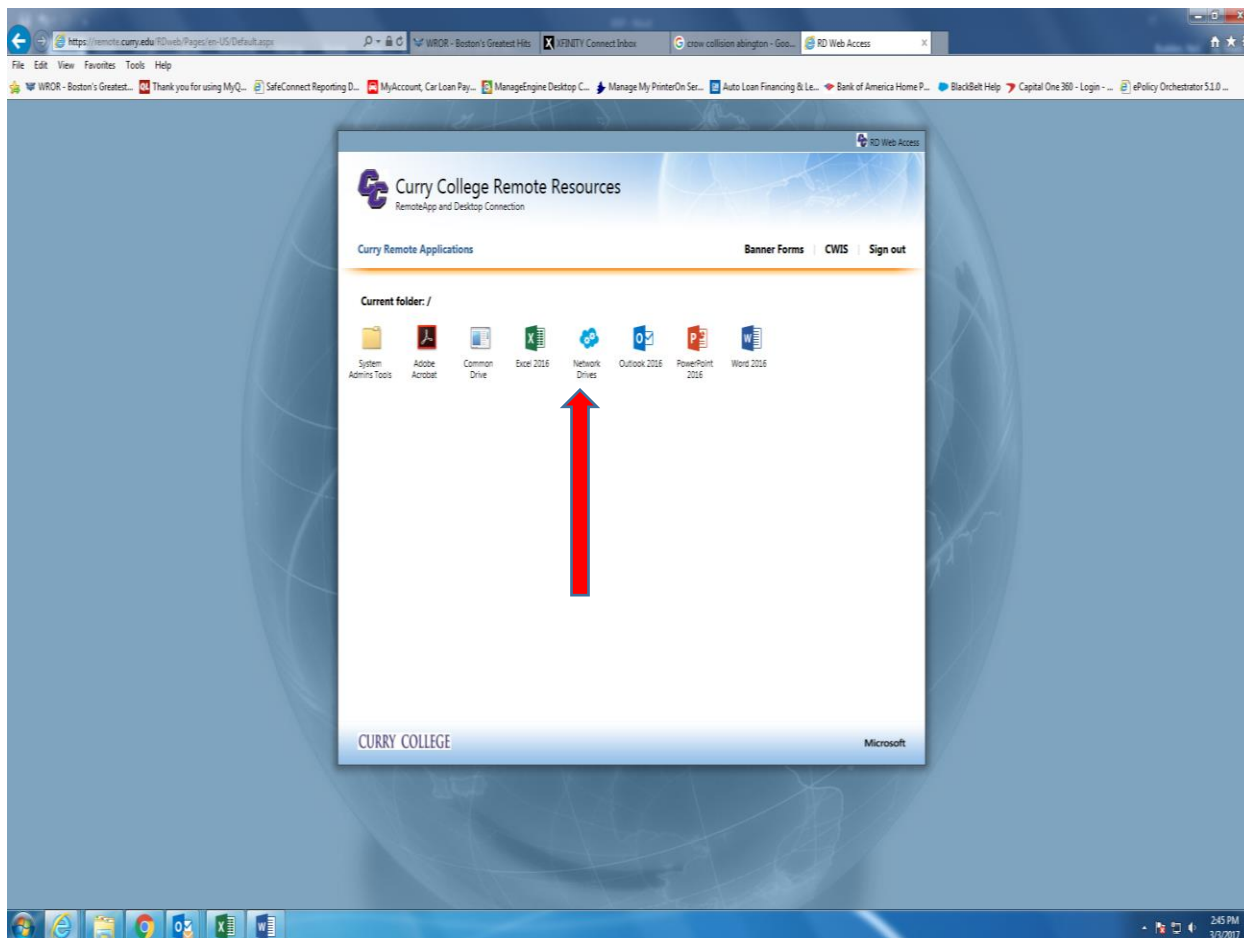 https://remote.curry.edu/RDweb/Pages/en-US/Default.aspx
WROR - Boston's Greatest Hits
XFINITY Connect Inbox
crow collision abington - Goo...
RD Web Access
X
File Edit View Favorites Tools Help
WROR - Boston's Greatest...
Thank you for using MyQ...
SafeConnect Reporting D...
MyAccount, Car Loan Pay...
ManageEngine Desktop C...
Manage My PrinterOn Ser...
Auto Loan Financing & Le...
Bank of America Home P...
BlackBelt Help
Capital One 360 - Login - ...
ePolicy Orchestrator 5.1.0 ...
RD Web Access
Curry College Remote Resources
RemoteApp and Desktop Connection
Curry Remote Applications
Banner Forms
CWIS
Sign out
Current folder: /
System
Admins Tools
Adobe
Acrobat
Common
Drive
Excel 2016
Network
Drives
Outlook 2016
PowerPoint
2016
Word 2016
CURRY COLLEGE
Microsoft
2:45 PM
3/3/2017